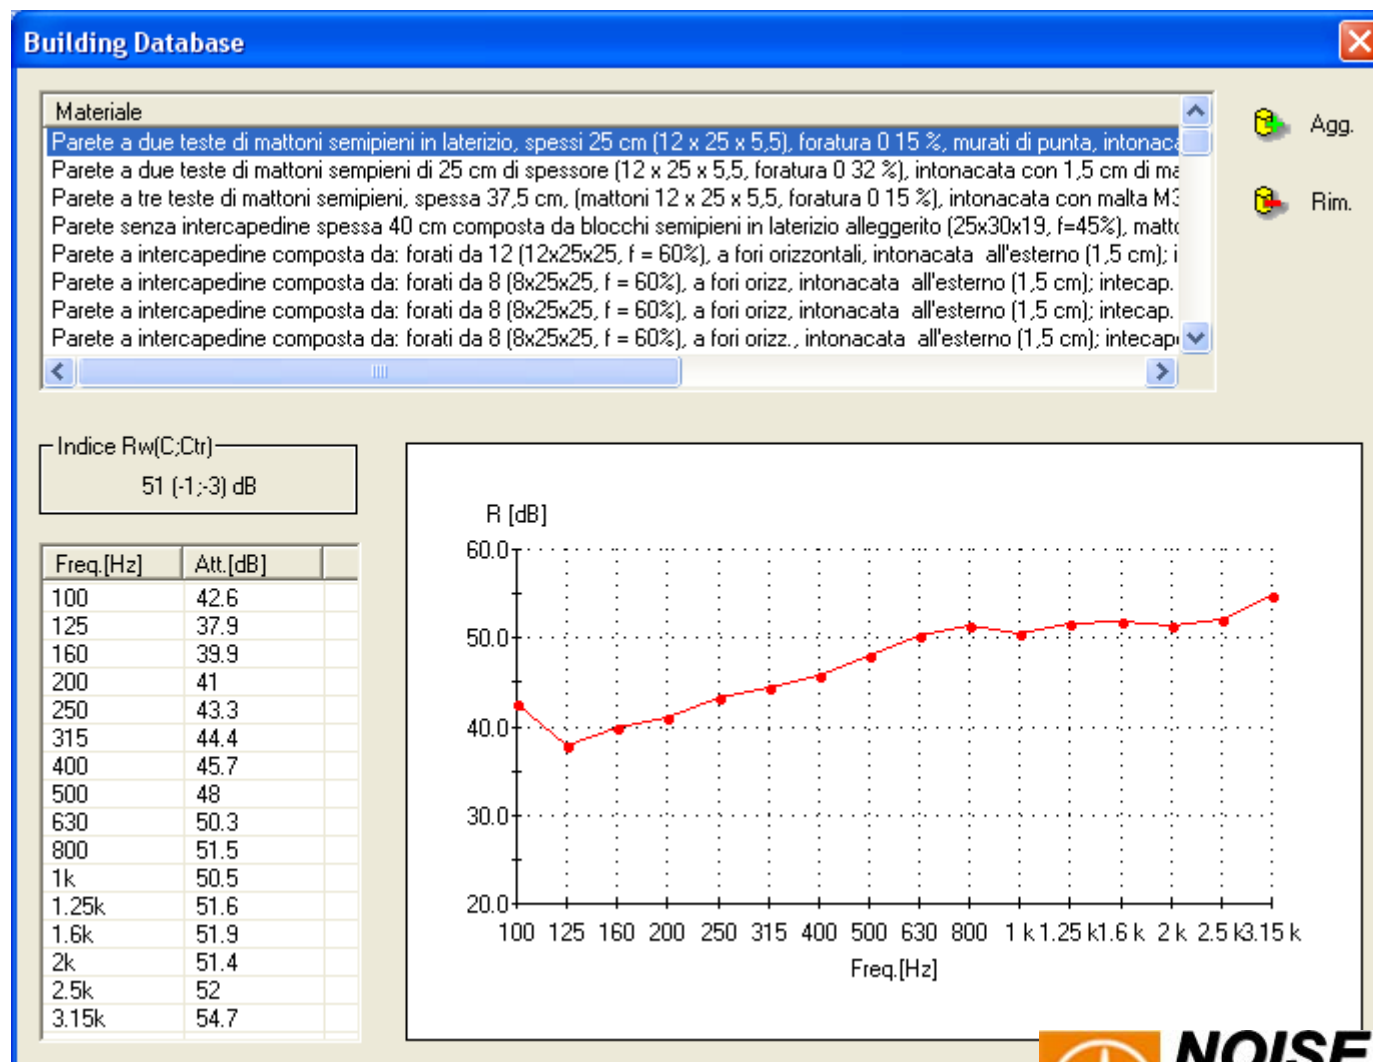 Building Database
Materiale
Parete a due teste di mattoni semipieni in laterizio, spessi 25 cm (12 x 25 x 5,5), foratura 0 15 %, murati di punta, intonaca
Parete a due teste di mattoni sempieni di 25 cm di spessore (12 x 25 x 5,5, foratura 0 32 %), intonacata con 1,5 cm di ma
Parete a tre teste di mattoni semipieni, spessa 37,5 cm, (mattoni 12 x 25 x 5,5, foratura 0 15 %), intonacata con malta M3
Parete senza intercapedine spessa 40 cm composta da blocchi semipieni in laterizio alleggerito (25x30x19, f=45%), matto
Parete a intercapedine composta da: forati da 12 (12x25x25, f = 60%), a fori orizzontali, intonacata all'esterno (1,5 cm); i
Parete a intercapedine composta da: forati da 8 (8x25x25, f = 60%), a fori orizz, intonacata all'esterno (1,5 cm); intecap.
Parete a intercapedine composta da: forati da 8 (8x25x25, f = 60%), a fori orizz, intonacata all'esterno (1,5 cm); intecap.
Parete a intercapedine composta da: forati da 8 (8x25x25, f = 60%), a fori orizz., intonacata all'esterno (1,5 cm); intecap
Agg.
Rim.
Indice Rw(C;Ctr)
51 (-1;-3) dB
Freq.[Hz] Att.[dB]
100 42.6
125 37.9
160 39.9
200 41
250 43.3
315 44.4
400 45.7
500 48
630 50.3
800 51.5
1k 50.5
1.25k 51.6
1.6k 51.9
2k 51.4
2.5k 52
3.15k 54.7
R [dB]
60.0
50.0
40.0
30.0
20.0
100 125 160 200 250 315 400 500 630 800 1 k 1.25 k 1.6 k 2 k 2.5 k 3.15 k
Freq.[Hz]
NOISE